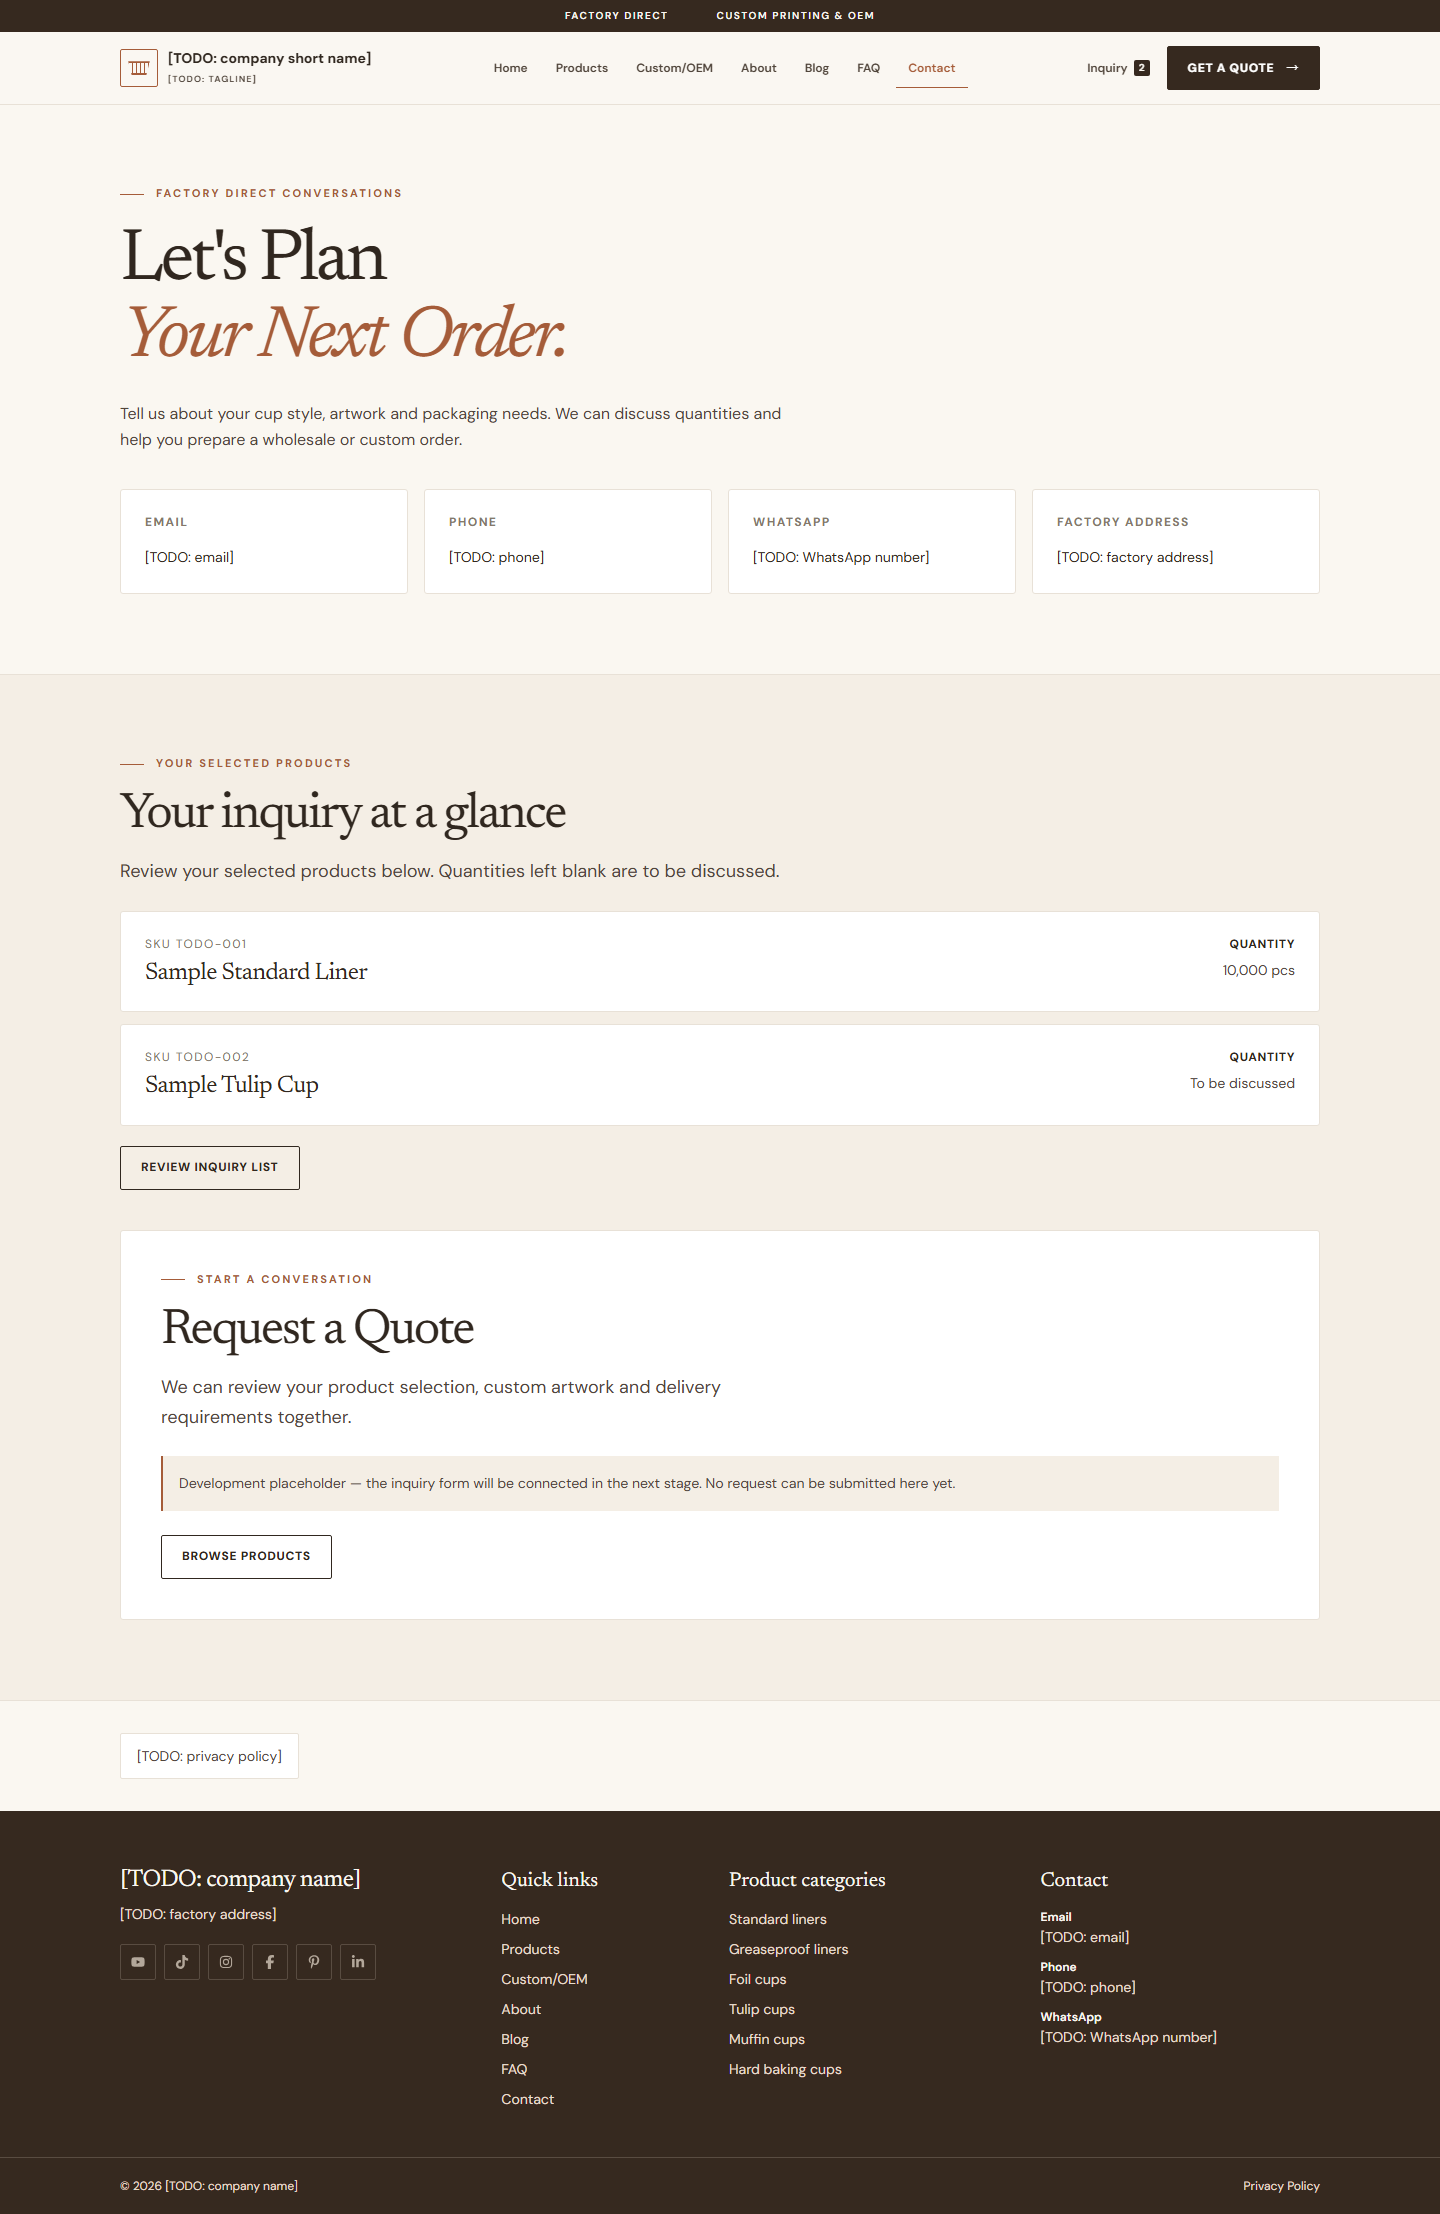 FACTORY DIRECT
CUSTOM PRINTING & OEM
[TODO: company short name]
[TODO: TAGLINE]
Home
Products
Custom/OEM
About
Blog
FAQ
Contact
Inquiry 2
GET A QUOTE →
FACTORY DIRECT CONVERSATIONS
Let's Plan
Your Next Order.
Tell us about your cup style, artwork and packaging needs. We can discuss quantities and
help you prepare a wholesale or custom order.
EMAIL
[TODO: email]
PHONE
[TODO: phone]
WHATSAPP
[TODO: WhatsApp number]
FACTORY ADDRESS
[TODO: factory address]
YOUR SELECTED PRODUCTS
Your inquiry at a glance
Review your selected products below. Quantities left blank are to be discussed.
SKU TODO-001
Sample Standard Liner
QUANTITY
10,000 pcs
SKU TODO-002
Sample Tulip Cup
QUANTITY
To be discussed
REVIEW INQUIRY LIST
START A CONVERSATION
Request a Quote
We can review your product selection, custom artwork and delivery
requirements together.
Development placeholder — the inquiry form will be connected in the next stage. No request can be submitted here yet.
BROWSE PRODUCTS
[TODO: privacy policy]
[TODO: company name]
[TODO: factory address]
Quick links
Home
Products
Custom/OEM
About
Blog
FAQ
Contact
Product categories
Standard liners
Greaseproof liners
Foil cups
Tulip cups
Muffin cups
Hard baking cups
Contact
Email
[TODO: email]
Phone
[TODO: phone]
WhatsApp
[TODO: WhatsApp number]
© 2026 [TODO: company name]
Privacy Policy